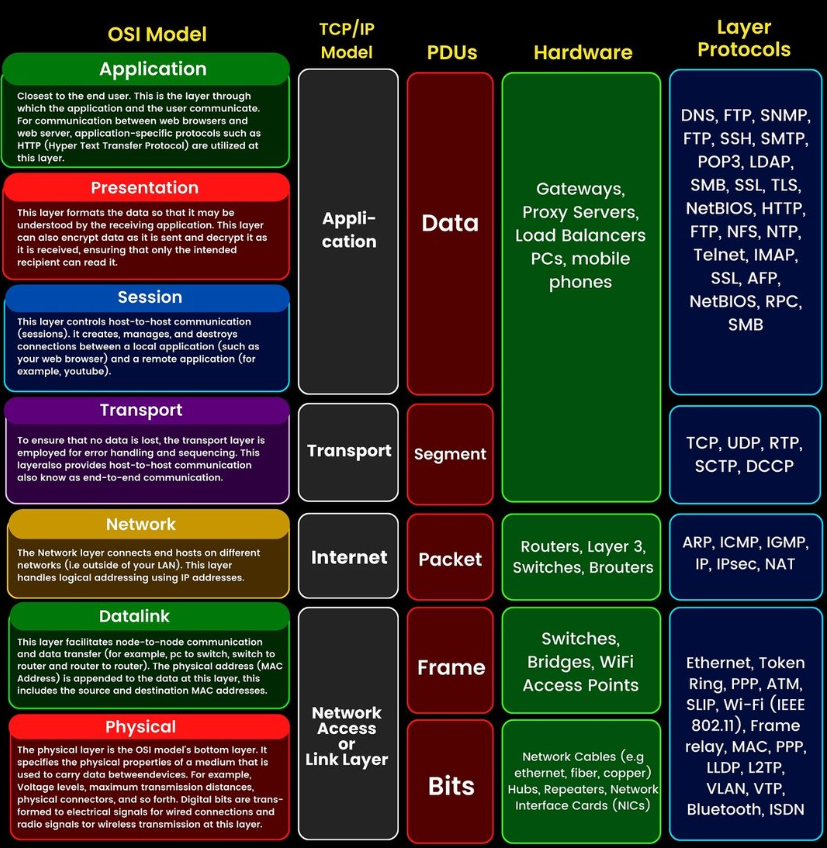 OSI Model
TCP/IP
Model
PDUs
Hardware
Layer
Protocols
Application
Closest to the end user. This is the layer through
which the application and the user communicate.
For communication between web browsers and
web server, application-specific protocols such as
HTTP (Hyper Text Transfer Protocol) are utilized at
this layer.
Presentation
This layer formats the data so that it may be
understood by the receiving application. This layer
can also encrypt data as it is sent and decrypt it as
it is received, ensuring that only the intended
recipient can read it.
Session
This layer controls host-to-host communication
(sessions). it creates, manages, and destroys
connections between a local application (such as
your web browser) and a remote application (for
example, youtube).
Appli-
cation
Data
Gateways,
Proxy Servers,
Load Balancers
PCs, mobile
phones
DNS, FTP, SNMP,
FTP, SSH, SMTP,
POP3, LDAP,
SMB, SSL, TLS,
NetBIOS, HTTP,
FTP, NFS, NTP,
Telnet, IMAP,
SSL, AFP,
NetBIOS, RPC,
SMB
Transport
To ensure that no data is lost, the transport layer is
employed for error handling and sequencing. This
layeralso provides host-to-host communication
also know as end-to-end communication.
Transport
Segment
TCP, UDP, RTP,
SCTP, DCCP
Network
The Network layer connects end hosts on different
networks (i.e outside of your LAN). This layer
handles logical addressing using IP addresses.
Internet
Packet
Routers, Layer 3,
Switches, Brouters
ARP, ICMP, IGMP,
IP, IPsec, NAT
Datalink
This layer facilitates node-to-node communication
and data transfer (for example, pc to switch, switch to
router and router to router). The physical address (MAC
Address) is appended to the data at this layer, this
includes the source and destination MAC addresses.
Physical
The physical layer is the OSI model's bottom layer. It
specifies the physical properties of a medium that is
used to carry data betweendevices. For example,
Voltage levels, maximum transmission distances,
physical connectors, and so forth. Digital bits are trans-
formed to electrical signals for wired connections and
radio signals tor wireless transmission at this layer.
Network
Access
or
Link Layer
Frame
Switches,
Bridges, WiFi
Access Points
Bits
Network Cables (e.g
ethernet, fiber, copper)
Hubs, Repeaters, Network
Interface Cards (NICs)
Ethernet, Token
Ring, PPP, ATM,
SLIP, Wi-Fi (IEEE
802.11), Frame
relay, MAC, PPP,
LLDP, L2TP,
VLAN, VTP,
Bluetooth, ISDN